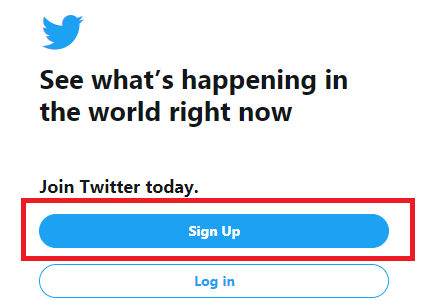 See what’s happening in
the world right now
Join Twitter today.
Sign Up
Log in